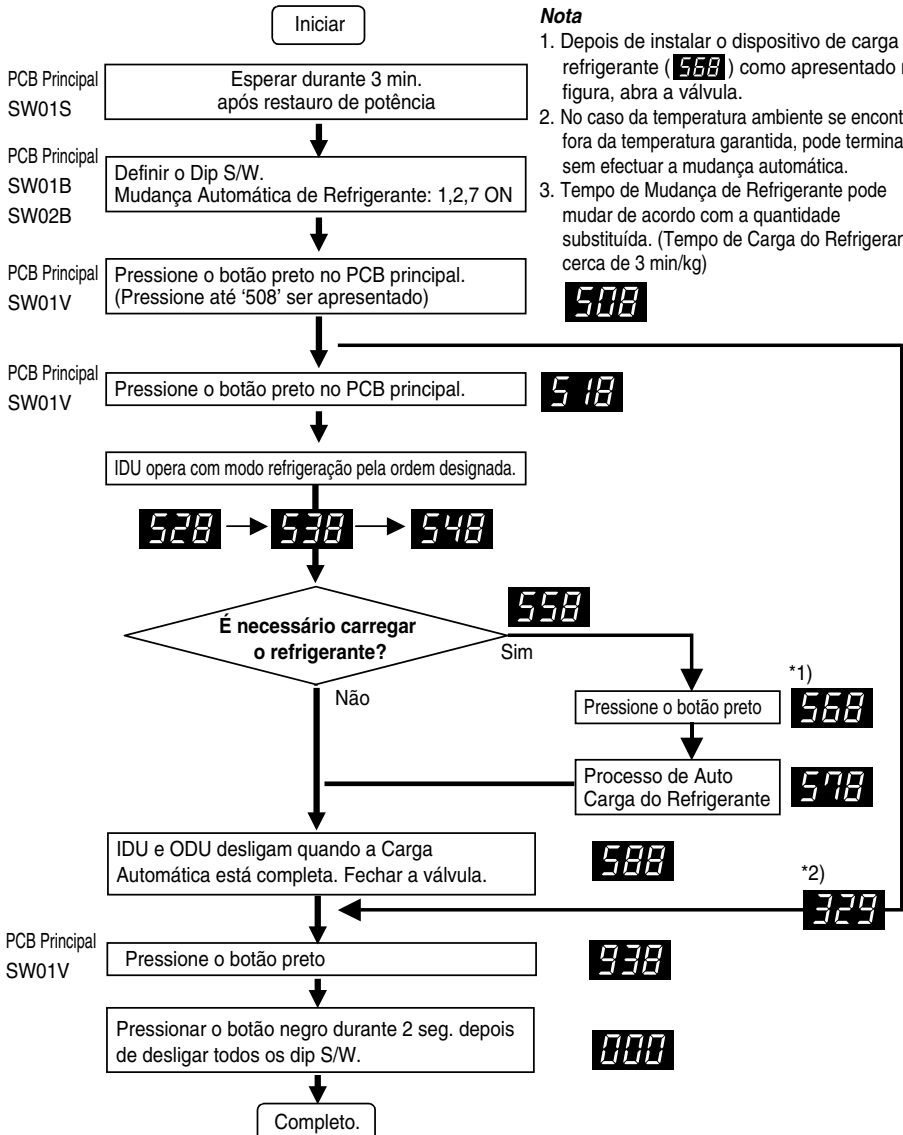 Iniciar
PCB Principal
SW01S
Esperar durante 3 min.
após restauro de potência
PCB Principal
SW01B
SW02B
Definir o Dip S/W.
Mudança Automática de Refrigerante: 1,2,7 ON
PCB Principal
SW01V
Pressione o botão preto no PCB principal.
(Pressione até ‘508’ ser apresentado)
Nota
1. Depois de instalar o dispositivo de carga
refrigerante ( 568 ) como apresentado
figura, abra a válvula.
2. No caso da temperatura ambiente se
fora da temperatura garantida, pode
sem efectuar a mudança automática.
3. Tempo de Mudança de Refrigerante pode
mudar de acordo com a quantidade
substituída. (Tempo de Carga do
cerca de 3 min/kg)
508
PCB Principal
SW01V
Pressione o botão preto no PCB principal.
518
IDU opera com modo refrigeração pela ordem designada.
528 538 548
É necessário carregar
o refrigerante?
558
Sim
Não
Pressione o botão preto
*1)
568
Processo de Auto
Carga do Refrigerante
578
IDU e ODU desligam quando a Carga
Automática está completa. Fechar a válvula.
588
*2)
329
PCB Principal
SW01V
Pressione o botão preto
938
Pressionar o botão negro durante 2 seg. depois
de desligar todos os dip S/W.
000
Completo.